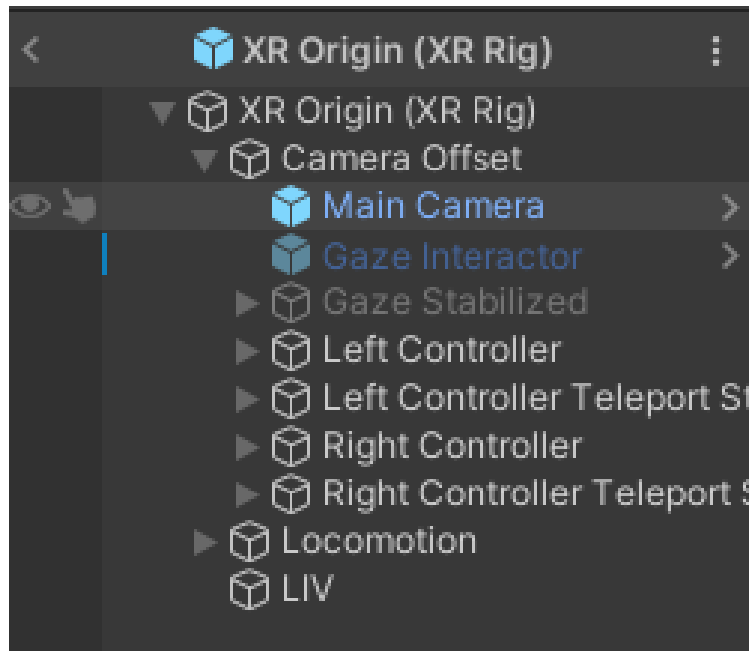 XR Origin (XR Rig)
XR Origin (XR Rig)
Camera Offset
Main Camera
Gaze Interactor
Gaze Stabilized
Left Controller
Left Controller Teleport St
Right Controller
Right Controller Teleport S
Locomotion
LIV